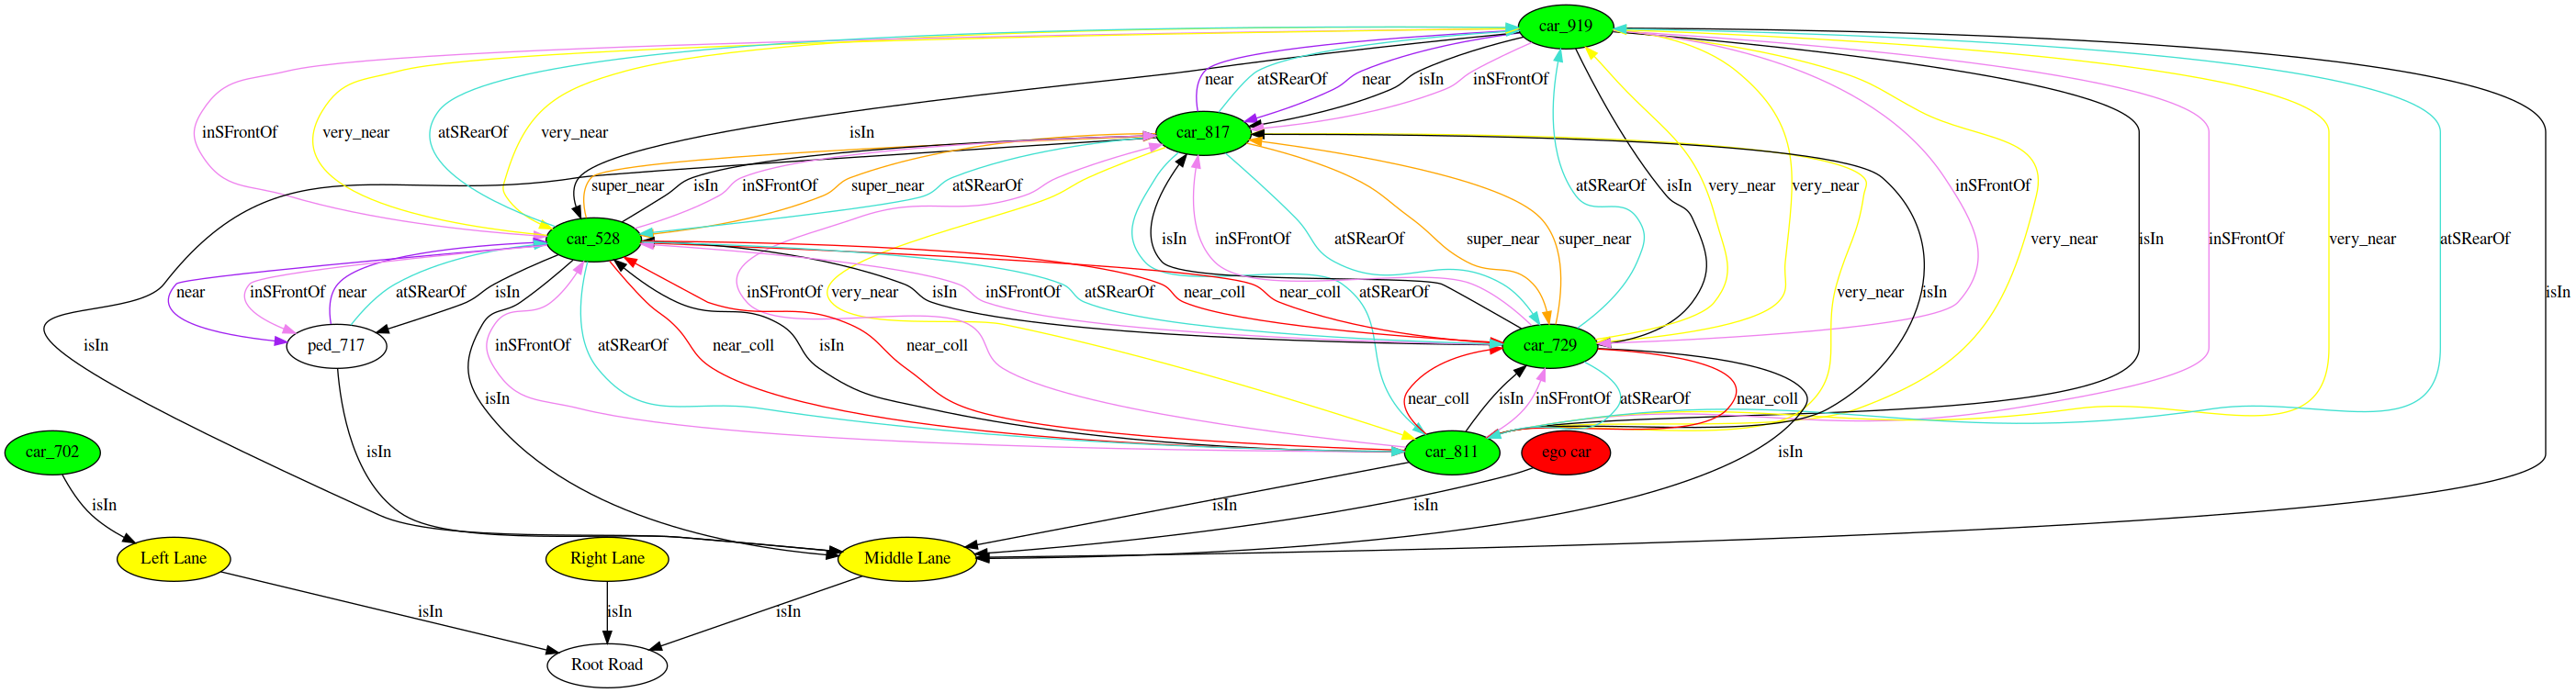 car_919
near
atSRearOf
near
isIn
inSFrontOf
inSFrontOf
very_near
atSRearOf
very_near
isIn
car_817
super_near
isIn
inSFrontOf
super_near
atSRearOf
atSRearOf
isIn
very_near
very_near
inSFrontOf
car_528
isIn
inSFrontOf
atSRearOf
super_near
super_near
very_near
isIn
inSFrontOf
very_near
atSRearOf
near
inSFrontOf
near
atSRearOf
isIn
inSFrontOf
very_near
isIn
inSFrontOf
atSRearOf
near_coll
near_coll
atSRearOf
very_near
isIn
isIn
isIn
ped_717
inSFrontOf
atSRearOf
near_coll
isIn
near_coll
car_729
isIn
near_coll
isIn
inSFrontOf
atSRearOf
near_coll
car_702
isIn
car_811
ego car
isIn
isIn
isIn
isIn
Left Lane
Right Lane
Middle Lane
isIn
isIn
isIn
Root Road